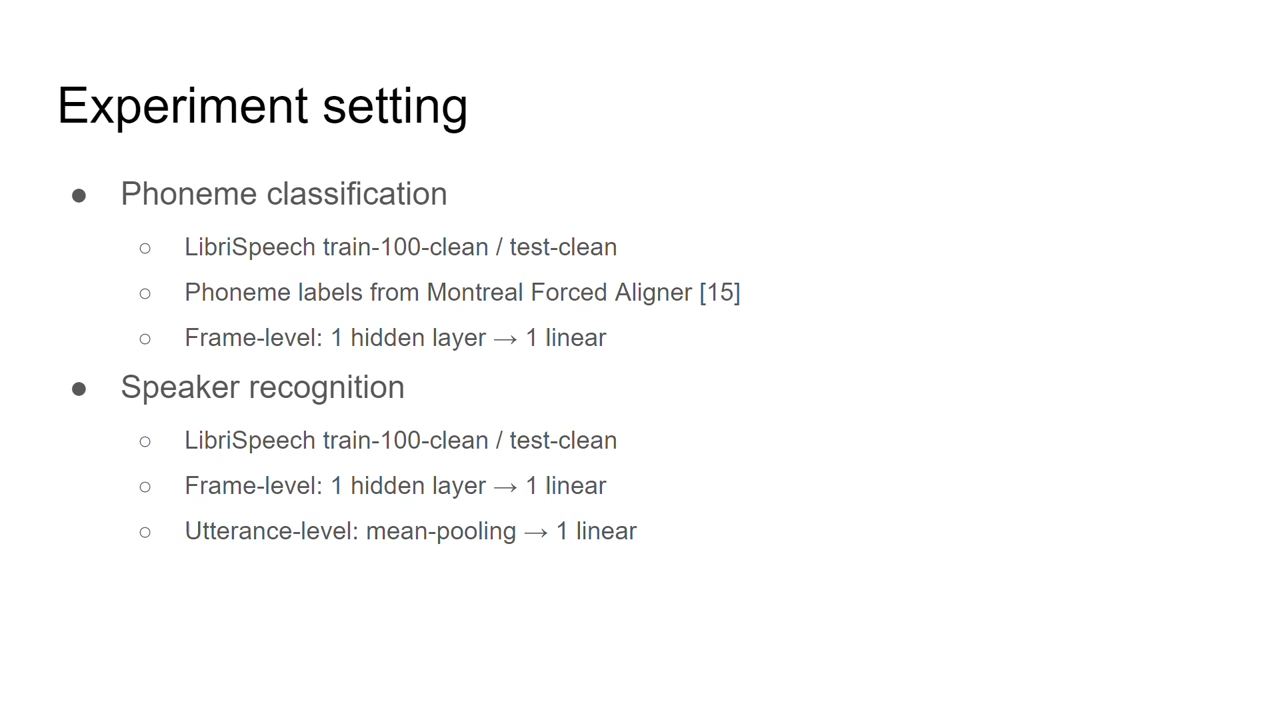 Experiment setting
● Phoneme classification
○ LibriSpeech train-100-clean / test-clean
○ Phoneme labels from Montreal Forced Aligner [15]
○ Frame-level: 1 hidden layer → 1 linear
● Speaker recognition
○ LibriSpeech train-100-clean / test-clean
○ Frame-level: 1 hidden layer → 1 linear
○ Utterance-level: mean-pooling → 1 linear